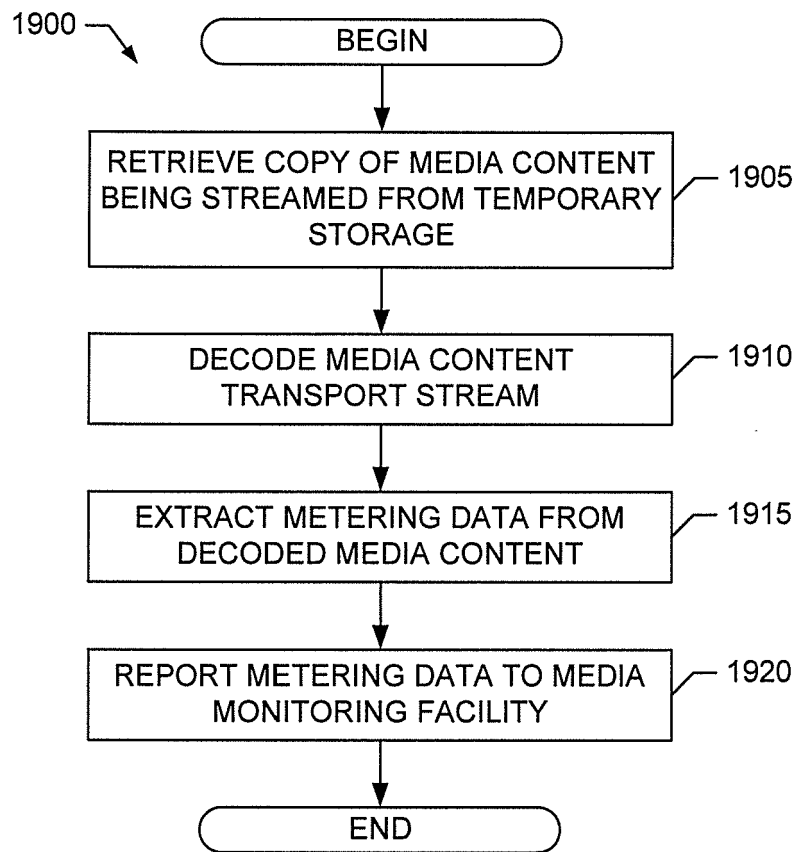 1900
BEGIN
RETRIEVE COPY OF MEDIA CONTENT
BEING STREAMED FROM TEMPORARY
STORAGE
1905
DECODE MEDIA CONTENT
TRANSPORT STREAM
1910
EXTRACT METERING DATA FROM
DECODED MEDIA CONTENT
1915
REPORT METERING DATA TO MEDIA
MONITORING FACILITY
1920
END